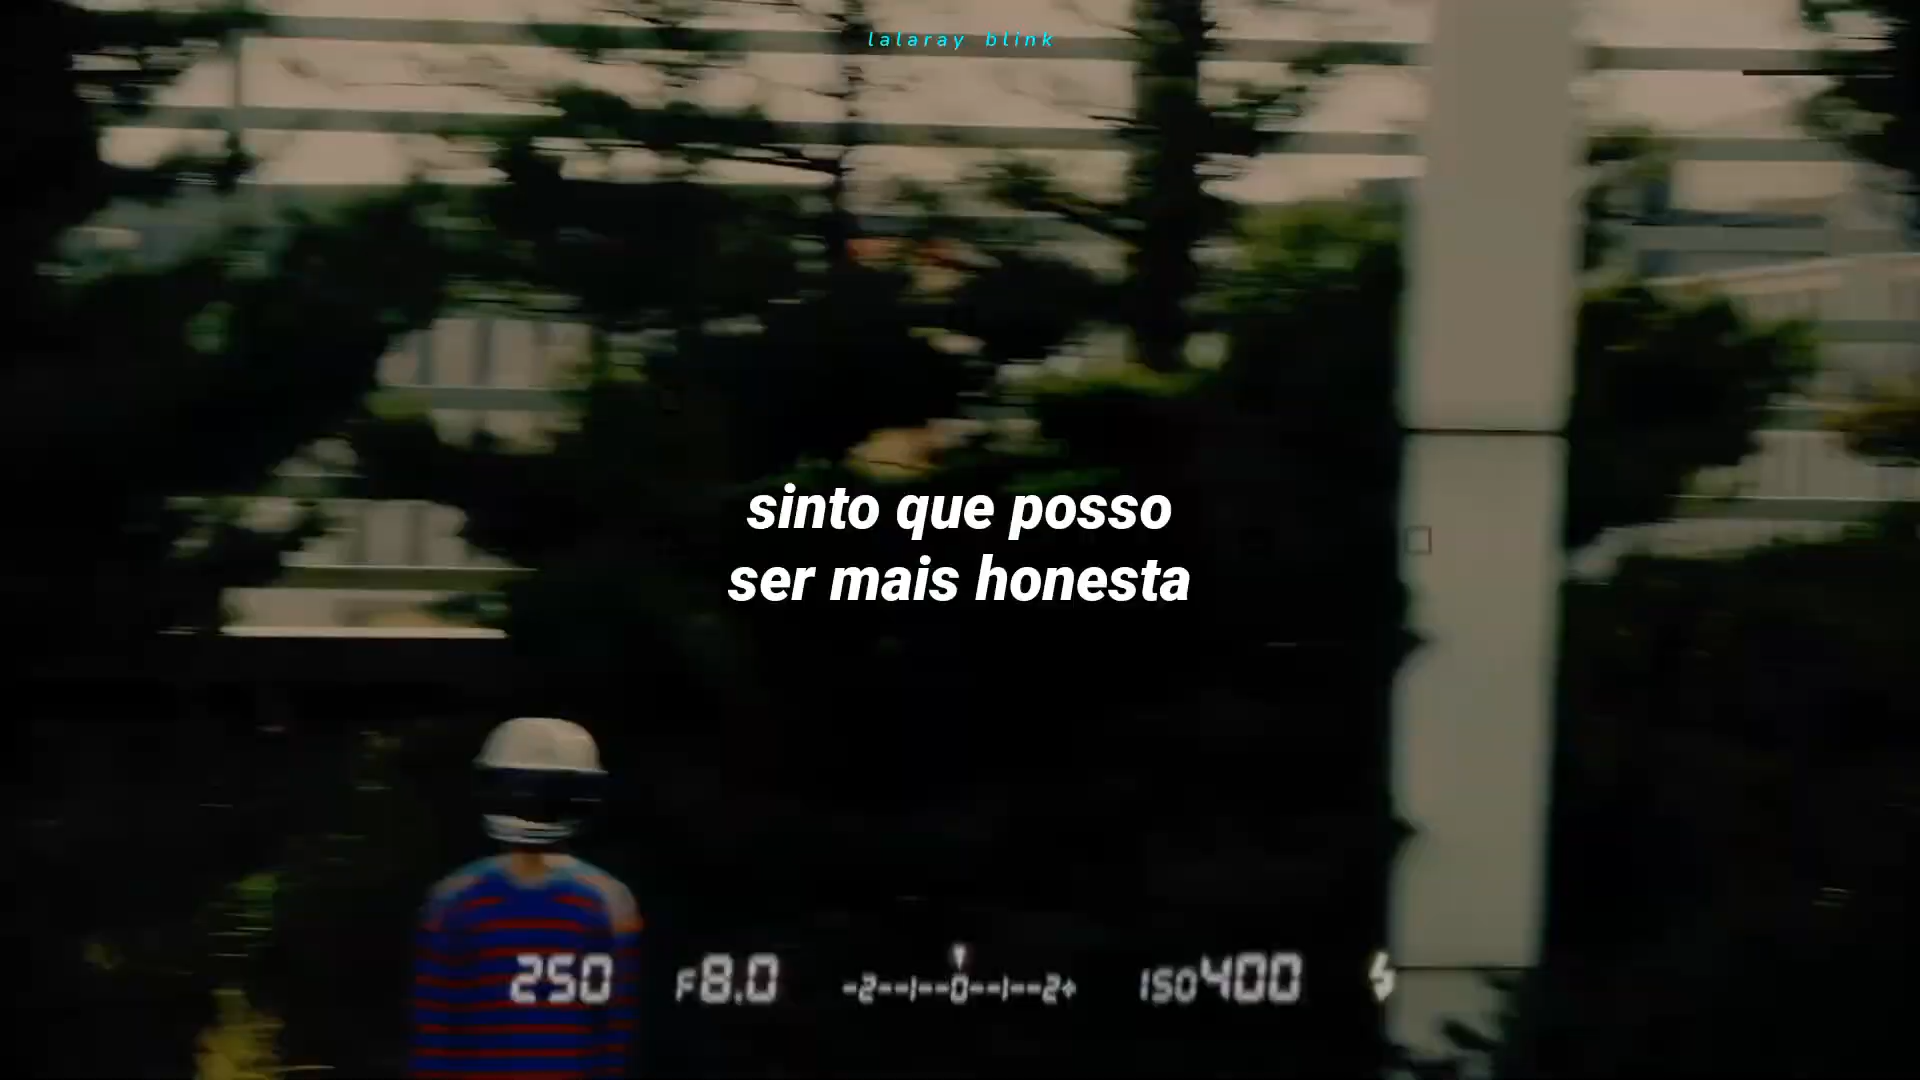 lalaray blink
sinto que posso
ser mais honesta
250 F8.0 -2--1--0--1--2+ ISO400